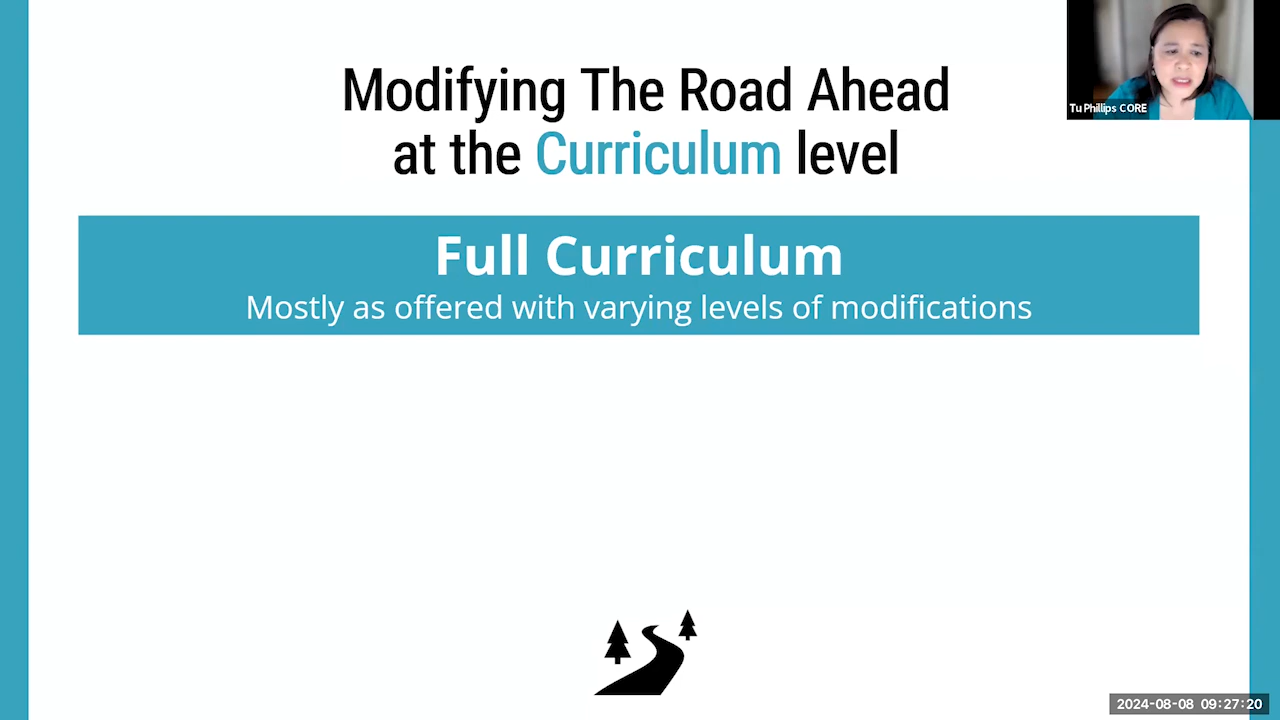 Modifying The Road Ahead
at the Curriculum level
Tu Phillips CORE
Full Curriculum
Mostly as offered with varying levels of modifications
2024-08-08 09:27:20